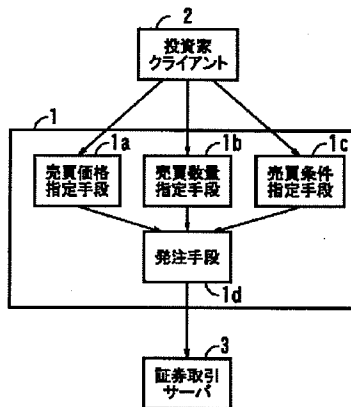 2
投資家
クライアント
1
1a
1b
1c
売買価格
指定手段
売買数量
指定手段
売買条件
指定手段
発注手段
1d
3
証券取引
サーバ